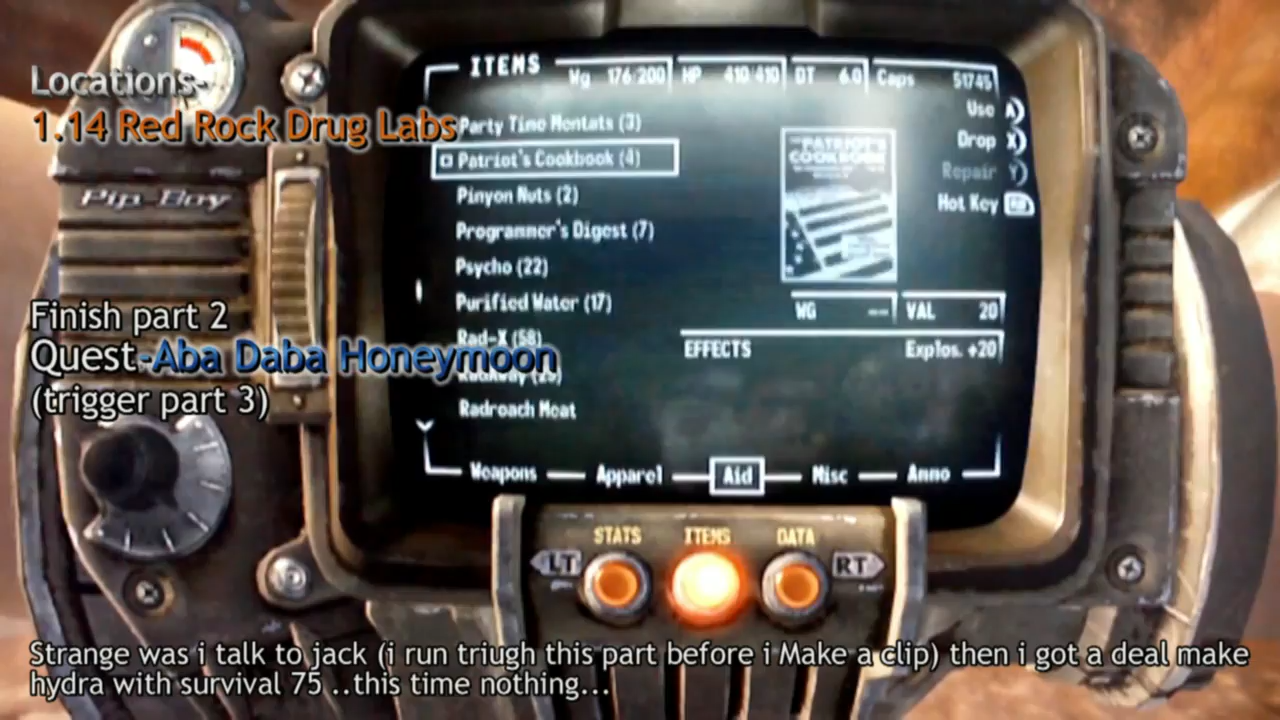 ITEMS
Wg 176/200 HP 410/410 DT 6.0 Caps 51745
Locations-
1.14 Red Rock Drug Labs
Party Time Mentats (3)
Patriot's Cookbook (4)
Pinyon Nuts (2)
Programmer's Digest (7)
Psycho (22)
Purified Water (17)
Rad-X (58)
Radroach Meat
Use A)
Drop X)
Repair Y)
Hot Key
PATRIOT'S
COOKBOOK
WG -- VAL 20
EFFECTS Explos. +20
Pip-Boy
Finish part 2
Quest-Aba Daba Honeymoon
(trigger part 3)
Weapons Apparel Aid Misc Ammo
STATS ITEMS DATA
LT RT
Strange was i talk to jack (i run triugh this part before i Make a clip) then i got a deal make
hydra with survival 75 ..this time nothing...